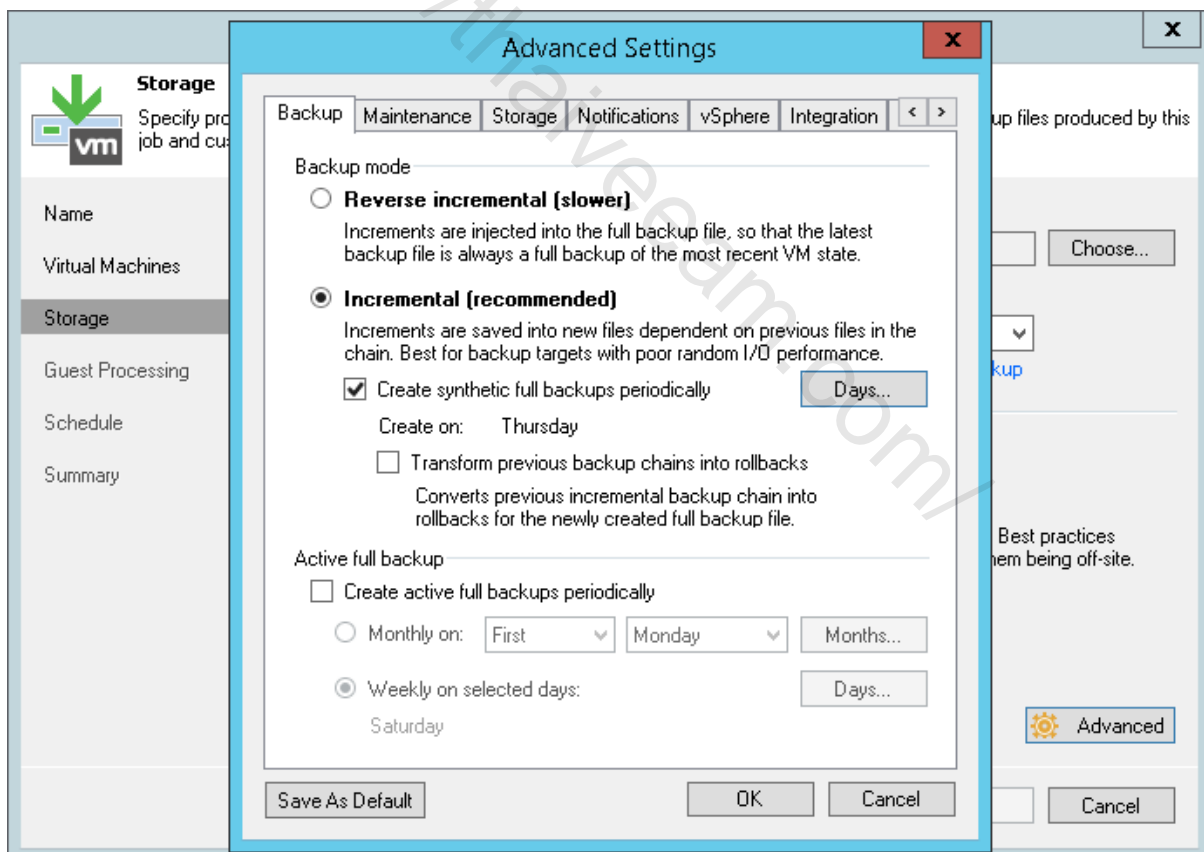 X
Advanced Settings
X
Storage
Specify pro
job and cu
up files produced by this
vm
Backup
Maintenance
Storage
Notifications
vSphere
Integration
<
>
Name
Virtual Machines
Storage
Guest Processing
Schedule
Summary
Backup mode
Reverse incremental (slower)
Increments are injected into the full backup file, so that the latest
backup file is always a full backup of the most recent VM state.
Incremental (recommended)
Increments are saved into new files dependent on previous files in the
chain. Best for backup targets with poor random I/O performance.
Create synthetic full backups periodically
Days...
Create on: Thursday
Transform previous backup chains into rollbacks
Converts previous incremental backup chain into
rollbacks for the newly created full backup file.
Active full backup
Create active full backups periodically
Monthly on: First Monday Months...
Weekly on selected days: Days...
Saturday
Save As Default
OK
Cancel
Choose...
kup
Best practices
em being off-site.
Advanced
Cancel
/thaiveeam.com/